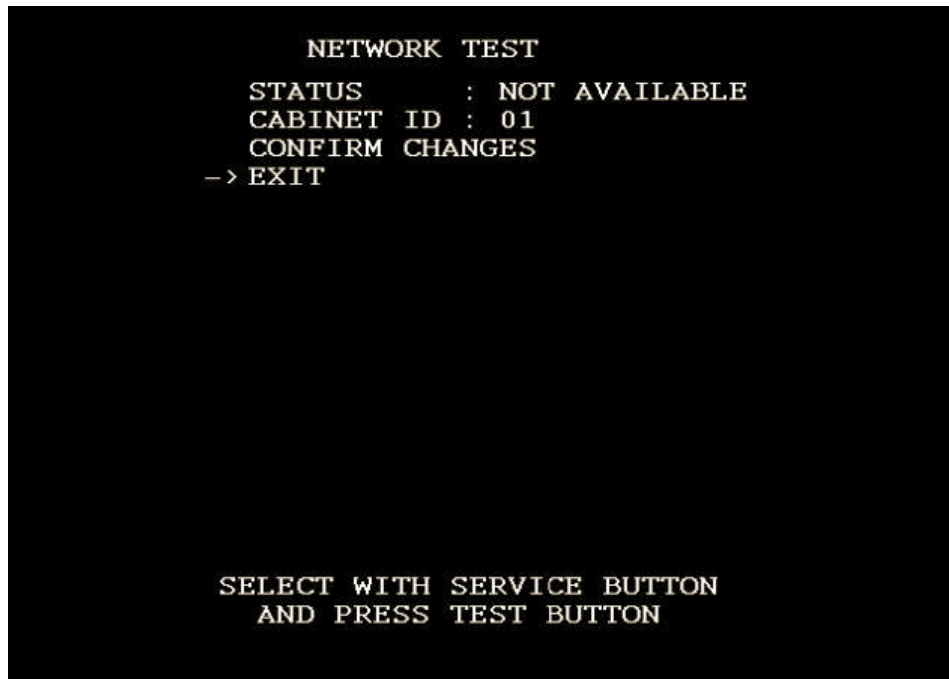 NETWORK TEST
STATUS : NOT AVAILABLE
CABINET ID : 01
CONFIRM CHANGES
-> EXIT
SELECT WITH SERVICE BUTTON
AND PRESS TEST BUTTON